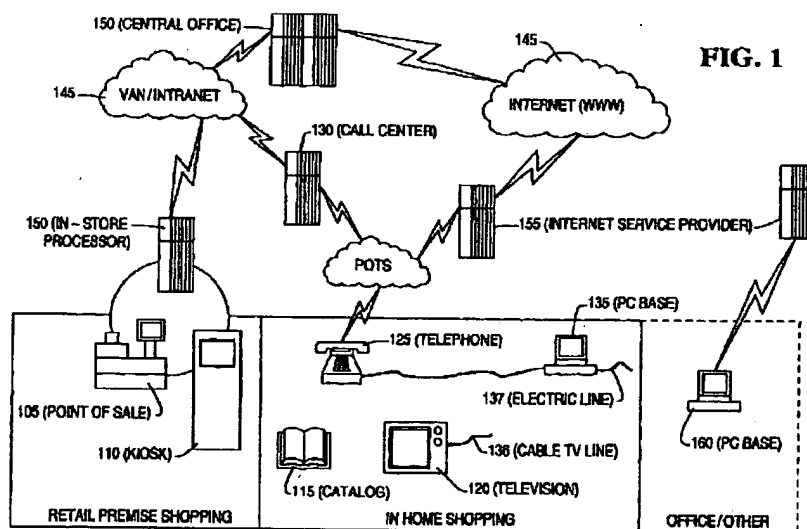 150 (CENTRAL OFFICE)
145
FIG. 1
145
VAN/INTRANET
INTERNET (WWW)
130 (CALL CENTER)
150 (IN-STORE
PROCESSOR)
155 (INTERNET SERVICE PROVIDER)
POTS
135 (PC BASE)
125 (TELEPHONE)
137 (ELECTRIC LINE)
105 (POINT OF SALE)
136 (CABLE TV LINE)
160 (PC BASE)
110 (KIOSK)
115 (CATALOG)
120 (TELEVISION)
RETAIL PREMISE SHOPPING
IN HOME SHOPPING
OFFICE/OTHER